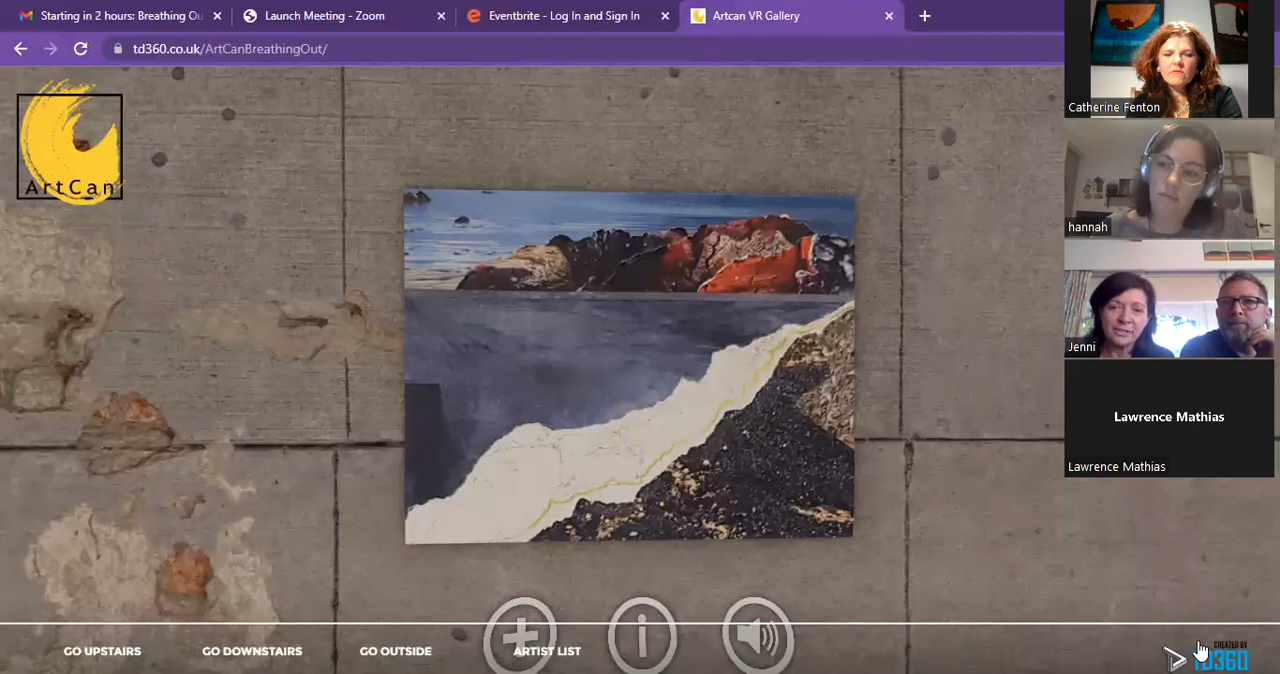 Starting in 2 hours: Breathing Ou
Launch Meeting - Zoom
Eventbrite - Log In and Sign In
Artcan VR Gallery
td360.co.uk/ArtCanBreathingOut/
ArtCan
Catherine Fenton
hannah
Jenni
Lawrence Mathias
Lawrence Mathias
GO UPSTAIRS
GO DOWNSTAIRS
GO OUTSIDE
ARTIST LIST
CREATED BY
TD360